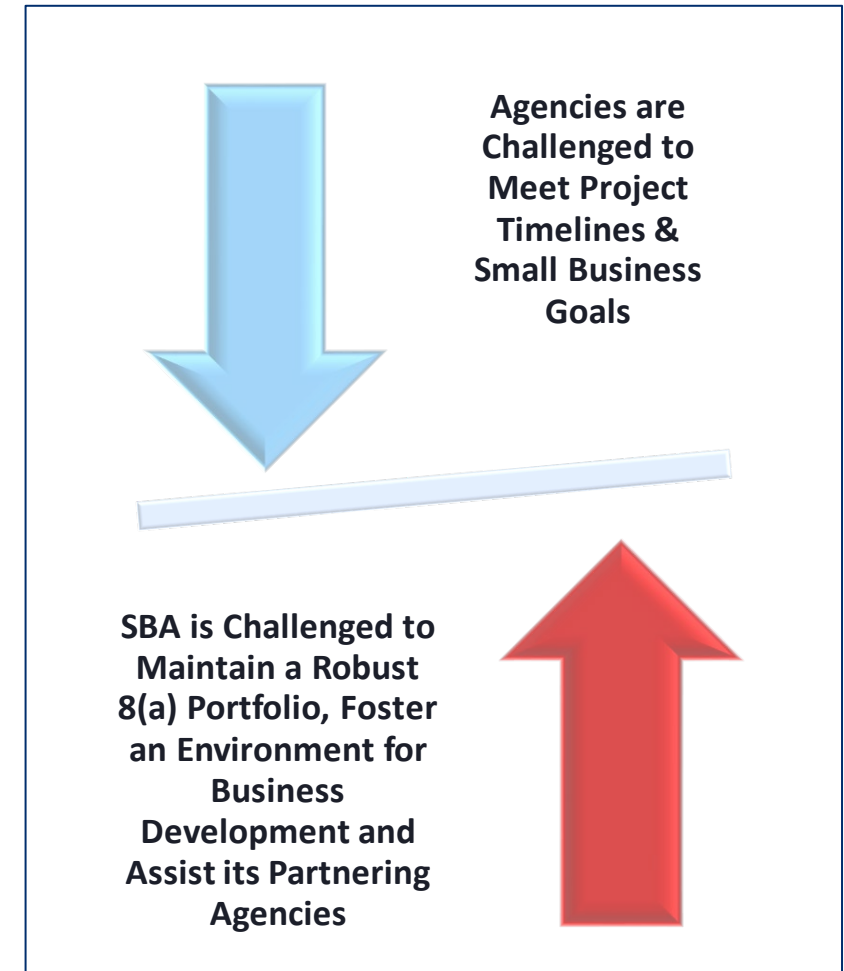 Agencies are
Challenged to
Meet Project
Timelines &
Small Business
Goals
SBA is Challenged to
Maintain a Robust
8(a) Portfolio, Foster
an Environment for
Business
Development and
Assist its Partnering
Agencies